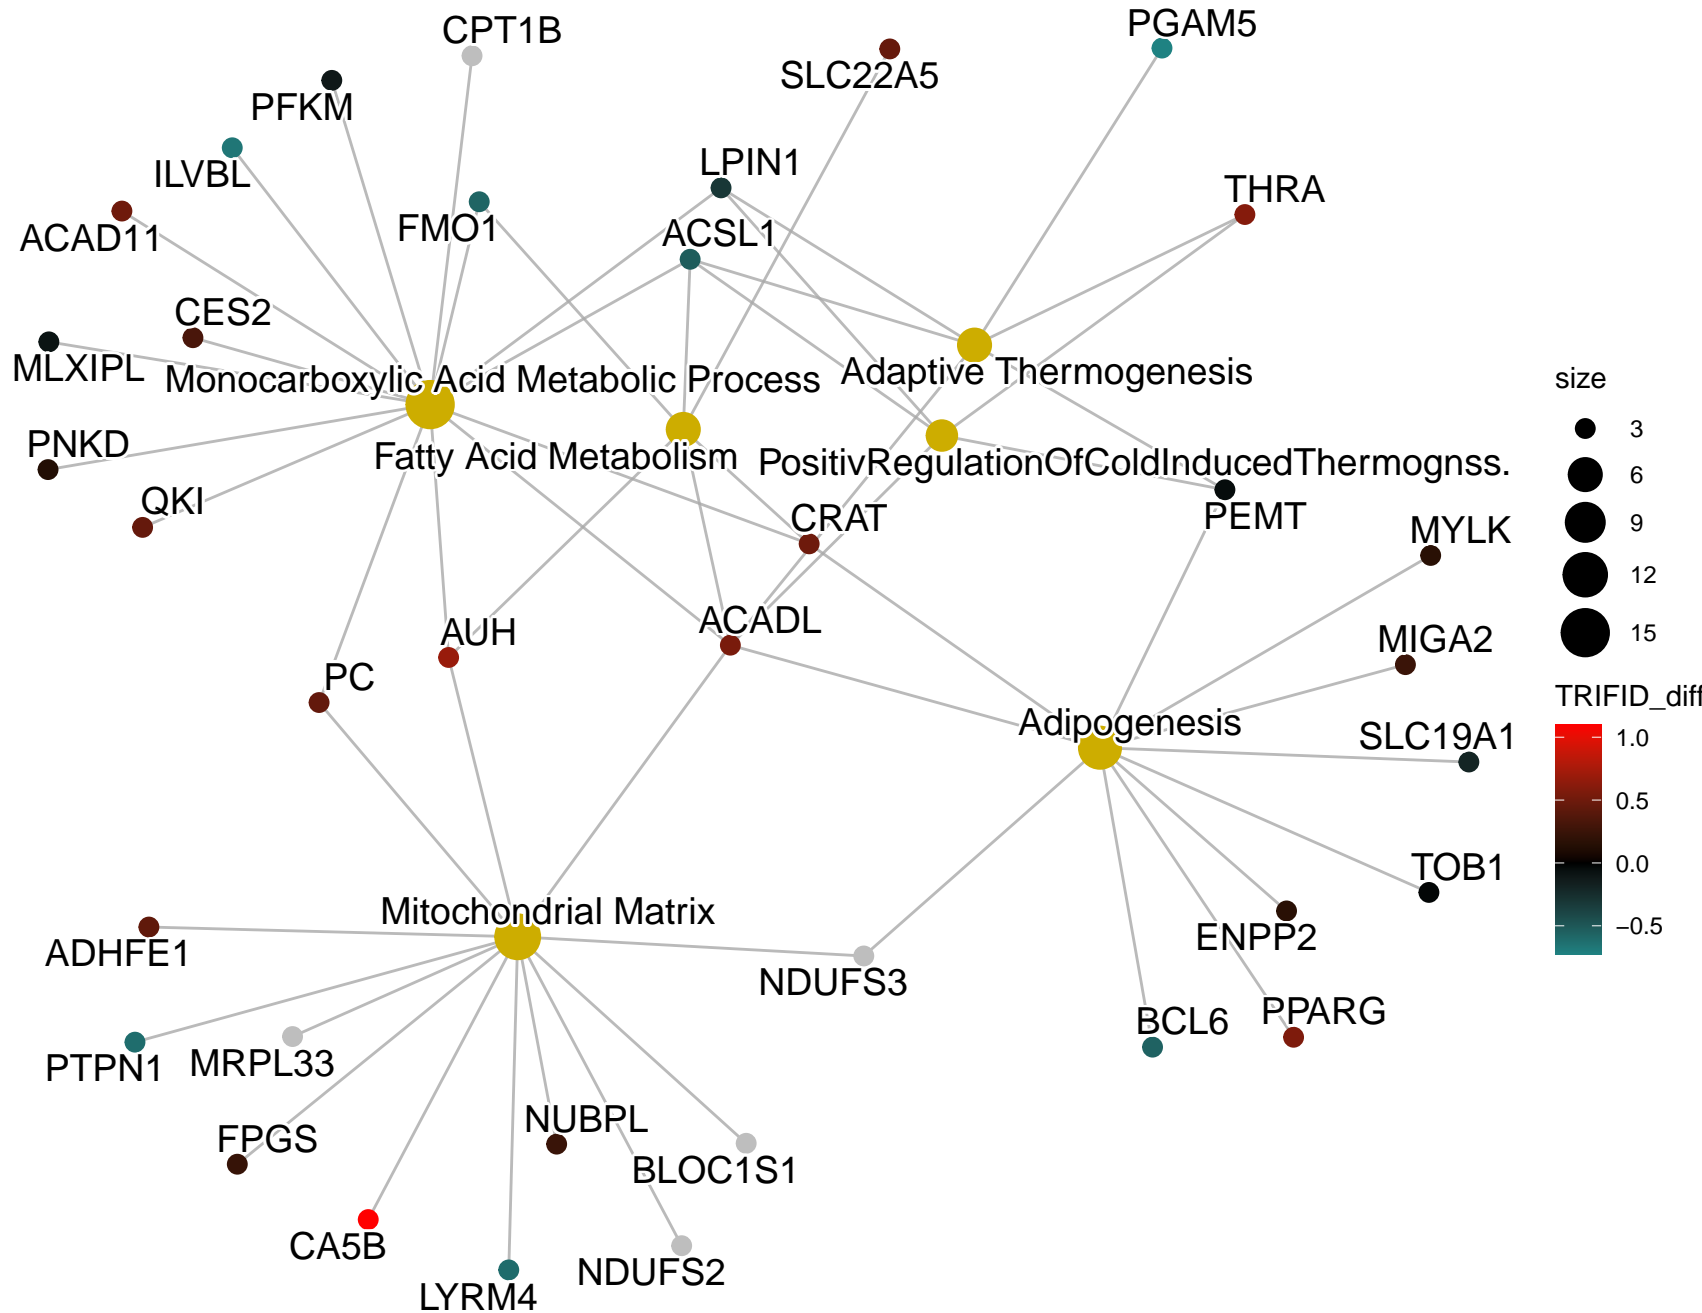 CPT1B
PGAM5
SLC22A5
PFKM
LPIN1
ILVBL
THRA
FMO1
ACSL1
ACAD11
CES2
MLXIPL
Monocarboxylic Acid Metabolic Process
Adaptive Thermogenesis
PNKD
Fatty Acid Metabolism
PositivRegulationOfColdInducedThermognss.
QKI
CRAT
PEMT
MYLK
AUH
ACADL
MIGA2
PC
Adipogenesis
SLC19A1
TOB1
Mitochondrial Matrix
ENPP2
ADHFE1
NDUFS3
PPARG
BCL6
PTPN1
MRPL33
NUBPL
FPGS
BLOC1S1
CA5B
NDUFS2
LYRM4
size
3
6
9
12
15
TRIFID_diff
1.0
0.5
0.0
−0.5